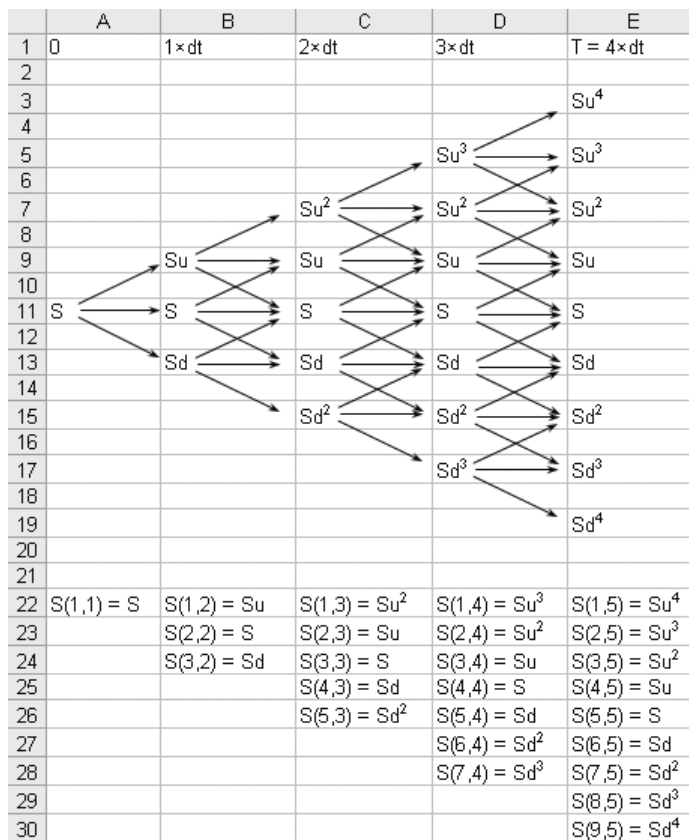 A B C D E
1 0 1×dt 2×dt 3×dt T = 4×dt
2
3 Su⁴
4
5 Su³ Su³
6
7 Su² Su² Su²
8
9 Su Su Su Su
10
11 S S S S S
12
13 Sd Sd Sd Sd
14
15 Sd² Sd² Sd²
16
17 Sd³ Sd³
18
19 Sd⁴
20
21
22 S(1,1) = S S(1,2) = Su S(1,3) = Su² S(1,4) = Su³ S(1,5) = Su⁴
23 S(2,2) = S S(2,3) = Su S(2,4) = Su² S(2,5) = Su³
24 S(3,2) = Sd S(3,3) = S S(3,4) = Su S(3,5) = Su²
25 S(4,3) = Sd S(4,4) = S S(4,5) = Su
26 S(5,3) = Sd² S(5,4) = Sd S(5,5) = S
27 S(6,4) = Sd² S(6,5) = Sd
28 S(7,4) = Sd³ S(7,5) = Sd²
29 S(8,5) = Sd³
30 S(9,5) = Sd⁴